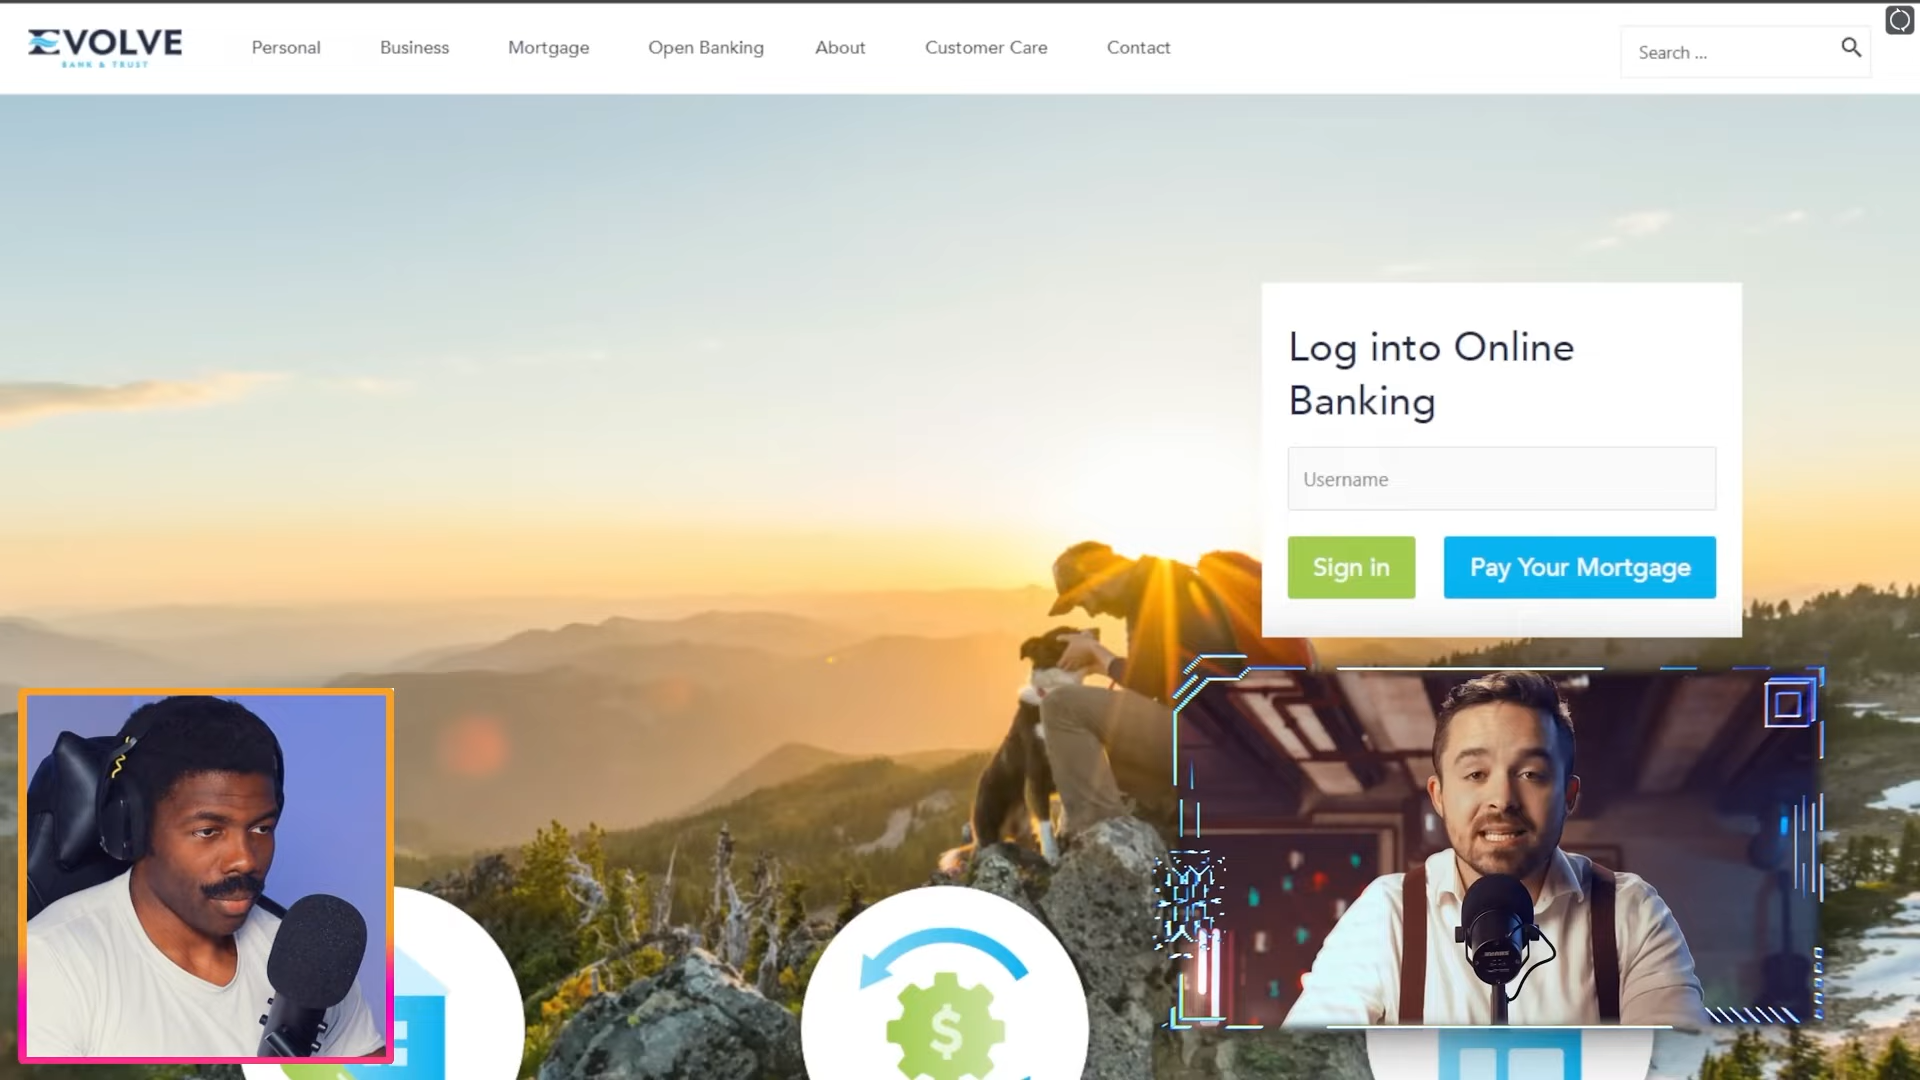 EVOLVE
BANK & TRUST
Personal
Business
Mortgage
Open Banking
About
Customer Care
Contact
Search ...
Log into Online
Banking
Username
Sign in
Pay Your Mortgage
$